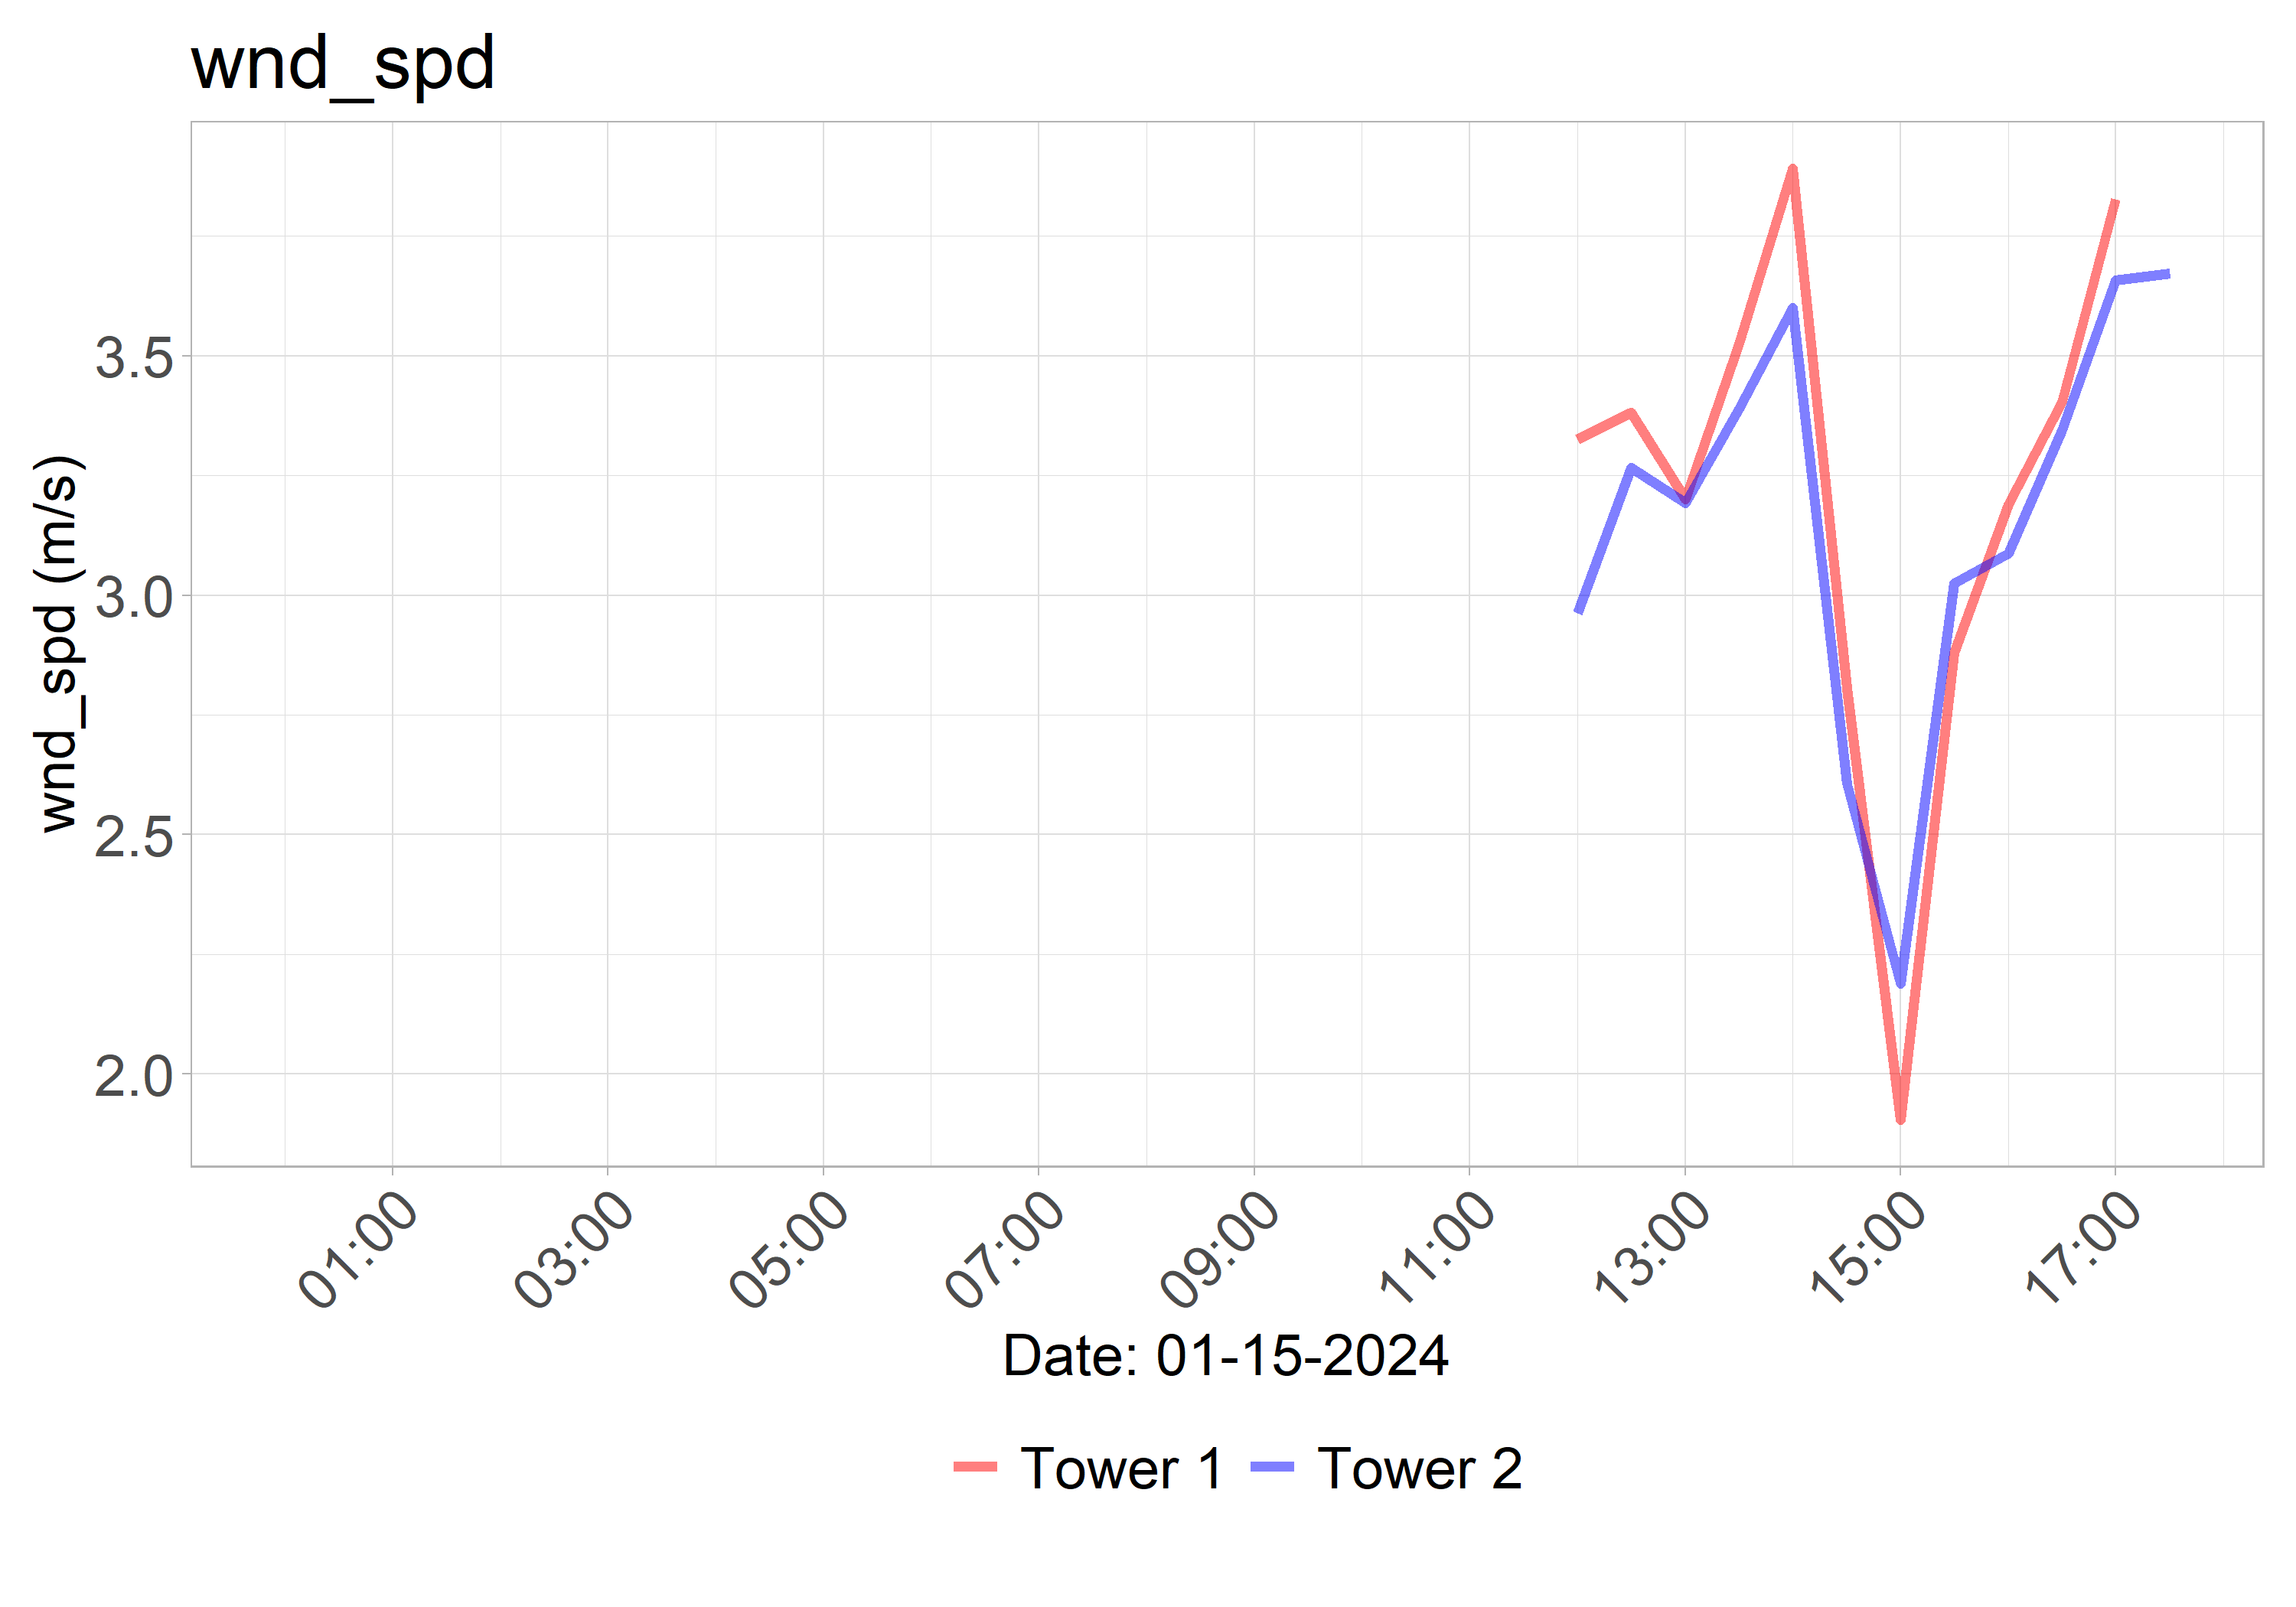 wnd_spd
wnd_spd (m/s)
3.5
3.0
2.5
2.0
01:00 03:00 05:00 07:00 09:00 11:00 13:00 15:00 17:00
Date: 01-15-2024
Tower 1 Tower 2